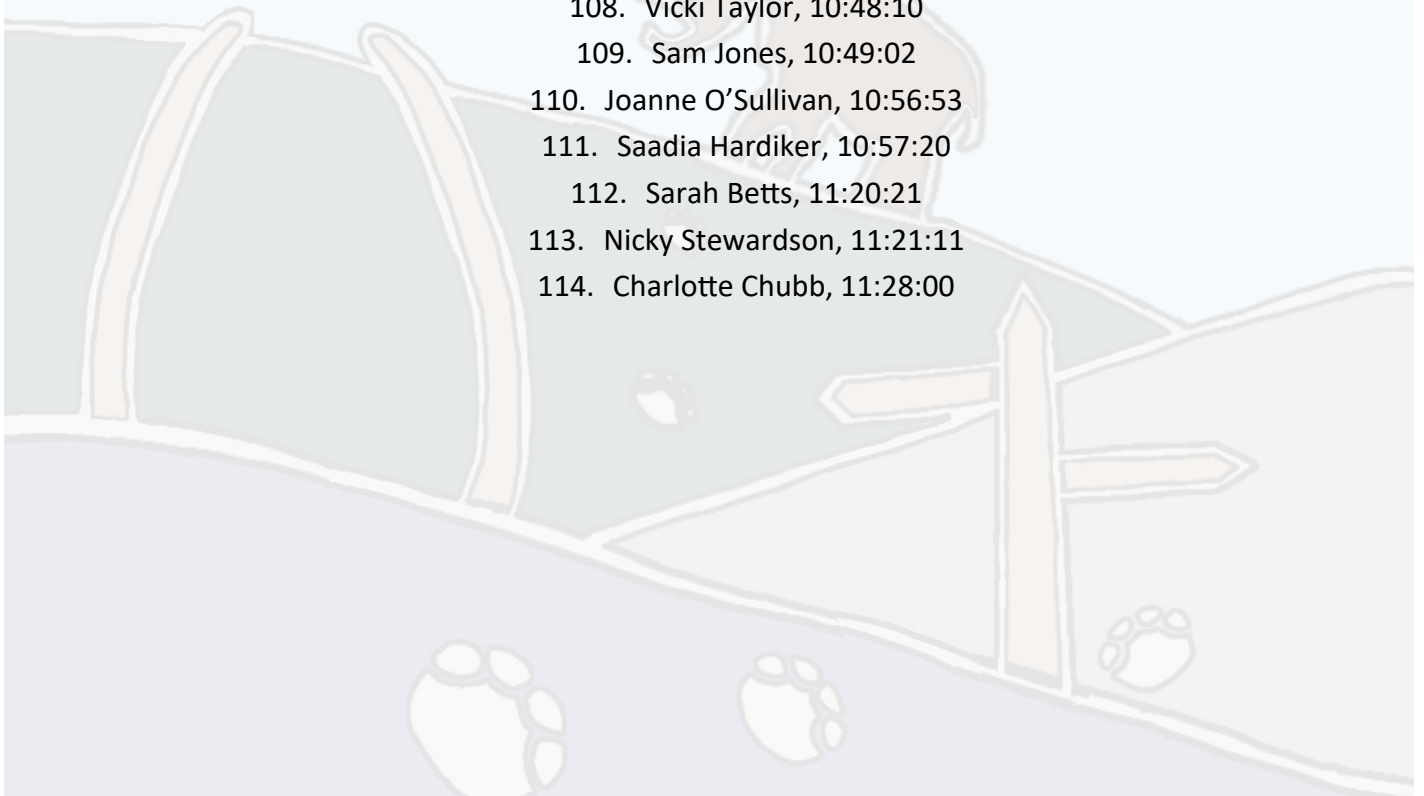 108. Vicki Taylor, 10:48:10
109. Sam Jones, 10:49:02
110. Joanne O’Sullivan, 10:56:53
111. Saadia Hardiker, 10:57:20
112. Sarah Betts, 11:20:21
113. Nicky Stewardson, 11:21:11
114. Charlotte Chubb, 11:28:00